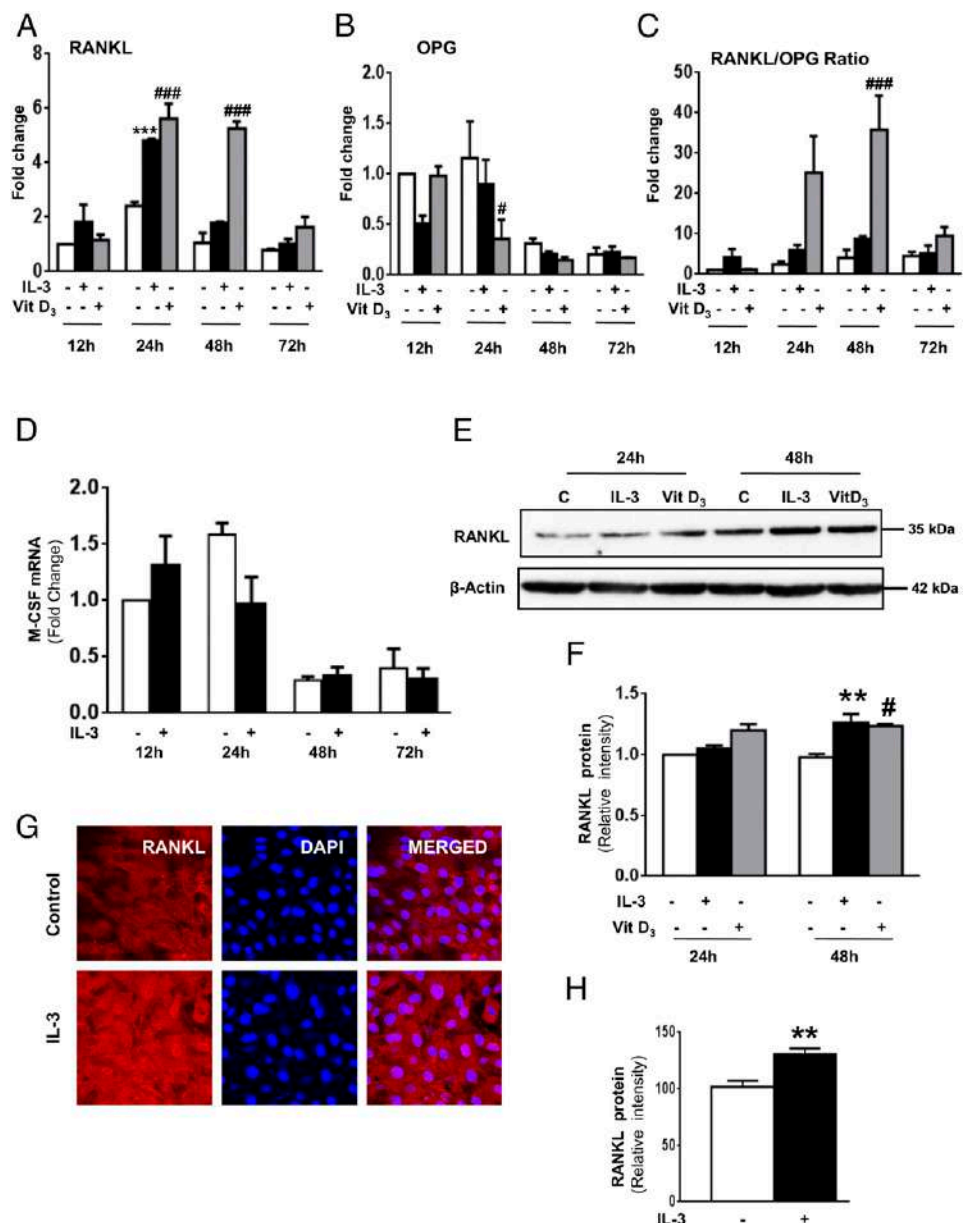 A
RANKL
Fold change
8
6
4
2
0
***
###
###
IL-3 - + - - + - - + - - + -
Vit D3 - - + - - + - - + - - +
12h 24h 48h 72h
B
OPG
Fold change
2.0
1.5
1.0
0.5
0.0
#
IL-3 - + - - + - - + - - + -
Vit D3 - - + - - + - - + - - +
12h 24h 48h 72h
C
RANKL/OPG Ratio
Fold change
50
40
30
20
10
0
###
IL-3 - + - - + - - + - - + -
Vit D3 - - + - - + - - + - - +
12h 24h 48h 72h
D
M-CSF mRNA
(Fold Change)
2.0
1.5
1.0
0.5
0.0
IL-3 - + - + - + - +
12h 24h 48h 72h
E
24h 48h
C IL-3 Vit D3 C IL-3 VitD3
RANKL 35 kDa
β-Actin 42 kDa
F
RANKL protein
(Relative intensity)
1.5
1.0
0.5
0.0
** #
IL-3 - + - - + -
Vit D3 - - + - - +
24h 48h
G
RANKL DAPI MERGED
Control
IL-3
H
RANKL protein
(Relative intensity)
150
100
50
0
**
IL-3 - +